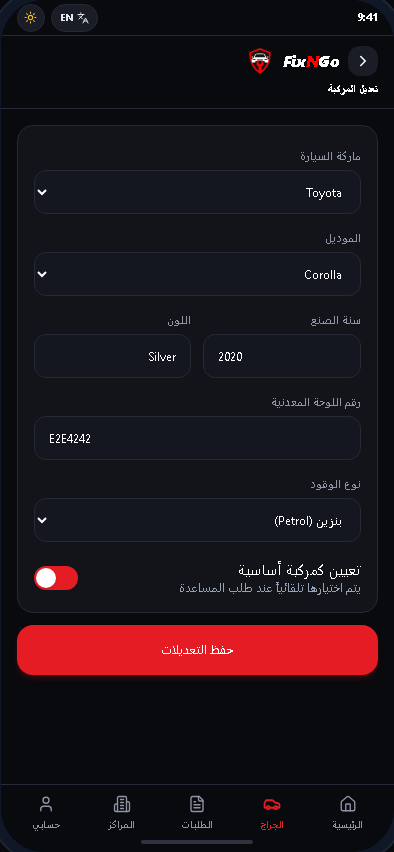 9:41
EN
FixNGo
تعديل المركبة
ماركة السيارة
Toyota
الموديل
Corolla
سنة الصنع
اللون
2020
Silver
رقم اللوحة المعدنية
E2E4242
نوع الوقود
بنزين (Petrol)
تعيين كمركبة أساسية
يتم اختيارها تلقائياً عند طلب المساعدة
حفظ التعديلات
الرئيسية
الجراج
الطلبات
المراكز
حسابي